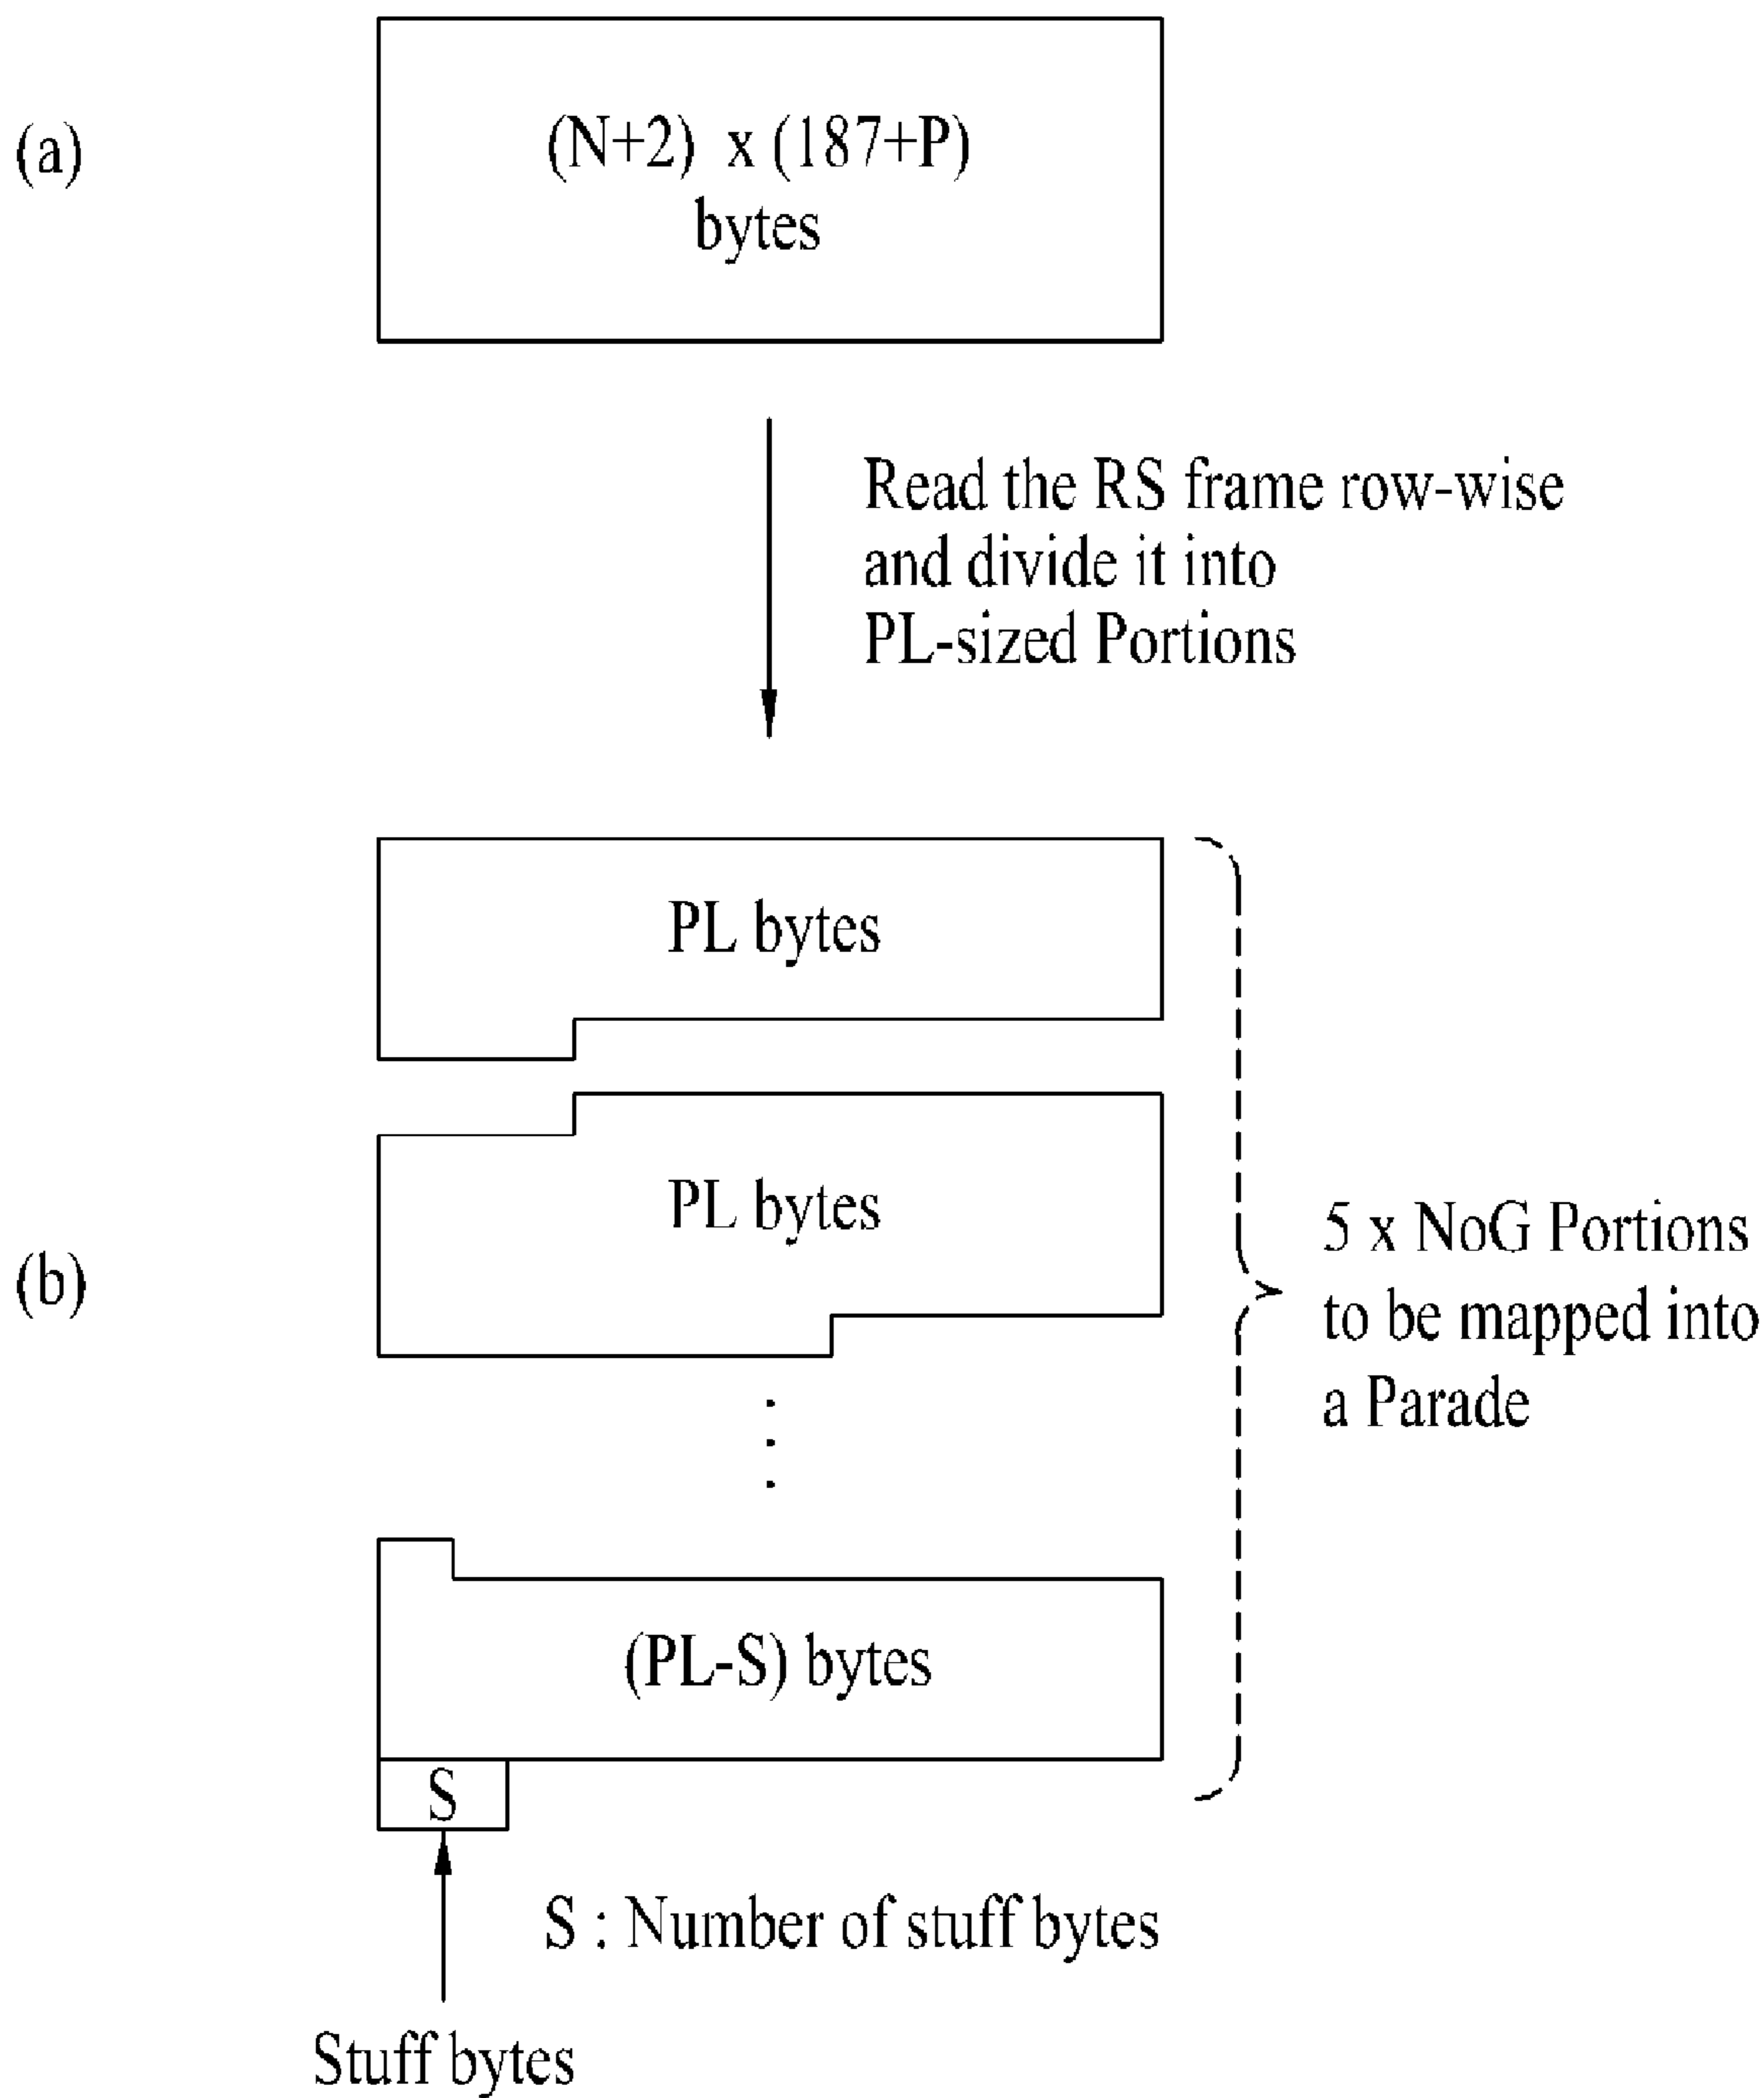 (a)
(N+2) x (187+P)
bytes
Read the RS frame row-wise
and divide it into
PL-sized Portions
PL bytes
PL bytes
(b)
5 x NoG Portions
to be mapped into
a Parade
(PL-S) bytes
S
S : Number of stuff bytes
Stuff bytes